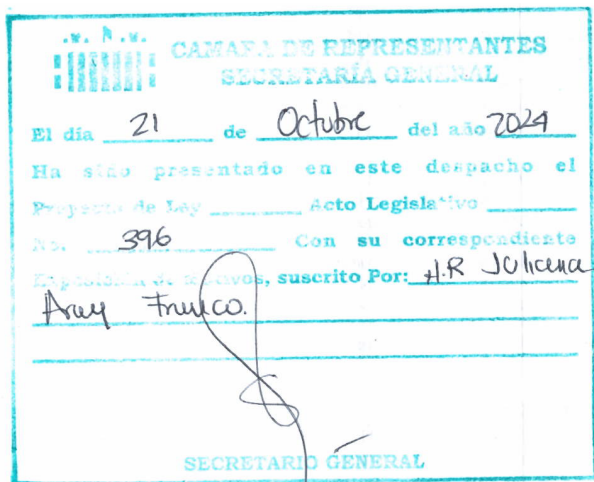 CAMARA DE REPRESENTANTES
SECRETARÍA GENERAL
El día 21 de Octubre del año 2024
Ha sido presentado en este despacho el
Proyecto de Ley ______ Acto Legislativo ______
No. 396 Con su correspondiente
Exposición de Motivos, suscrito Por: H.R Juliana
Aray Franco.
SECRETARIO GENERAL